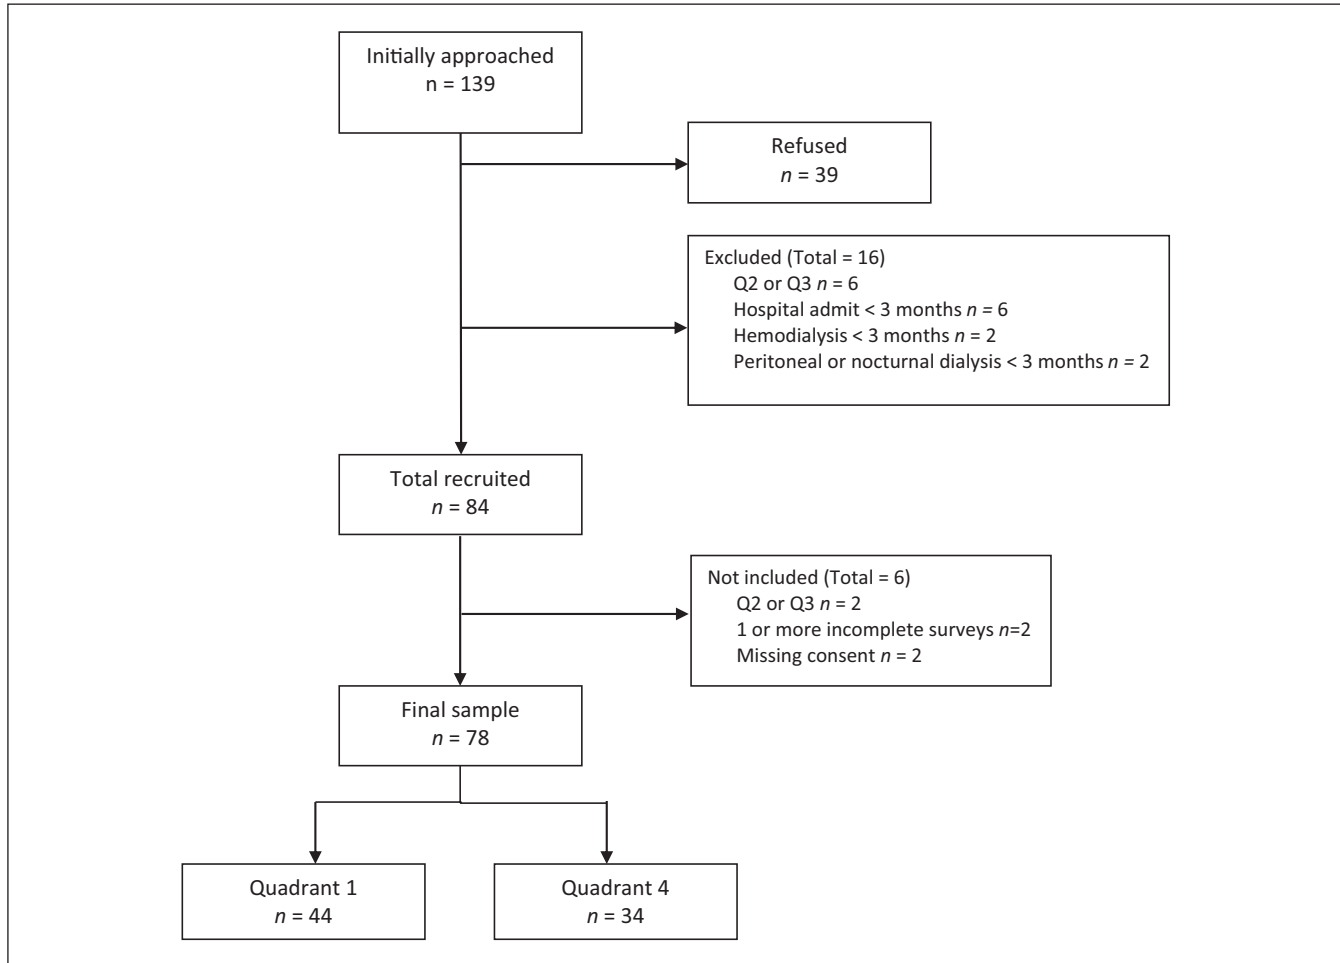 Initially approached
n = 139
Refused
n = 39
Excluded (Total = 16)
Q2 or Q3 n = 6
Hospital admit < 3 months n = 6
Hemodialysis < 3 months n = 2
Peritoneal or nocturnal dialysis < 3 months n = 2
Total recruited
n = 84
Not included (Total = 6)
Q2 or Q3 n = 2
1 or more incomplete surveys n=2
Missing consent n = 2
Final sample
n = 78
Quadrant 1
n = 44
Quadrant 4
n = 34